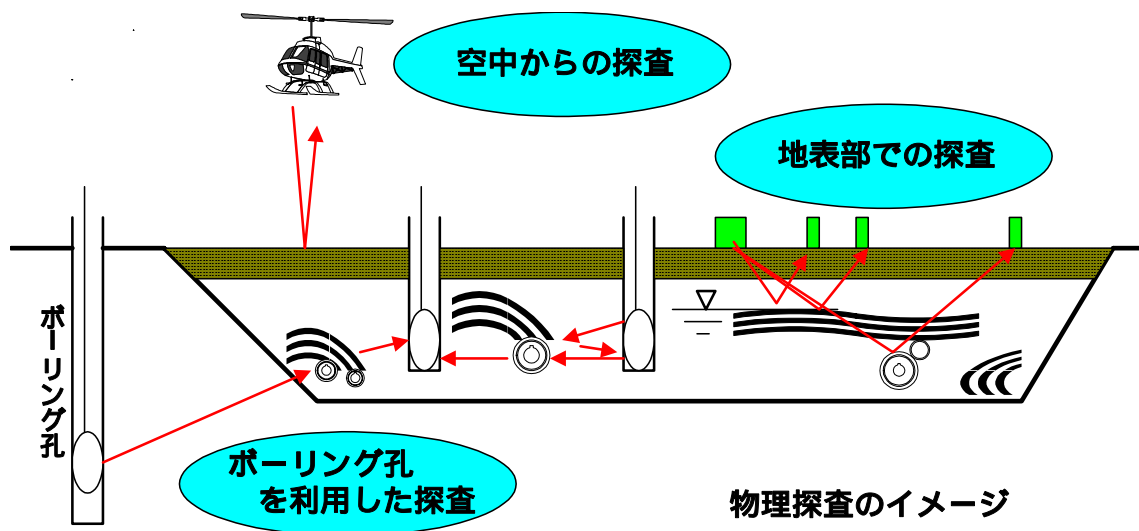 空中からの探査
地表部での探査
ボーリング孔
ボーリング孔
を利用した探査
物理探査のイメージ